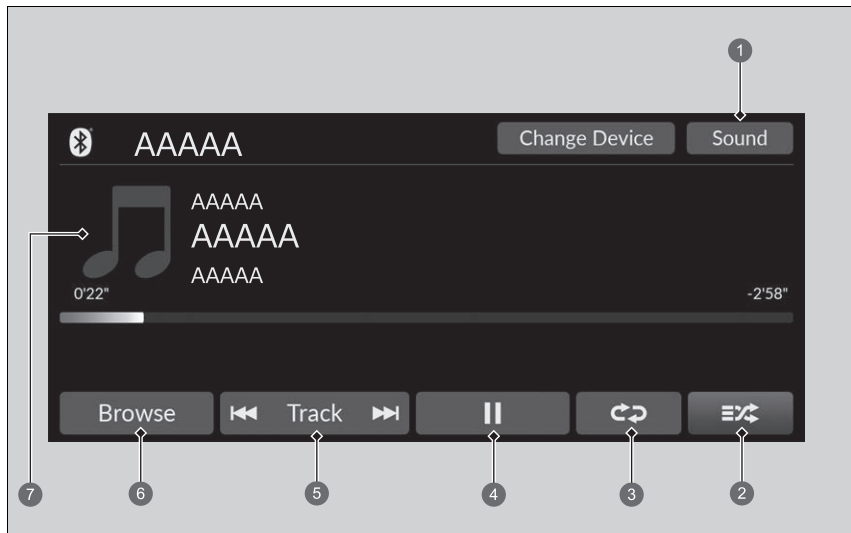 1
AAAAA Change Device Sound
AAAAA
AAAAA
AAAAA
7
0'22" -2'58"
Browse Track
6 5 4 3 2